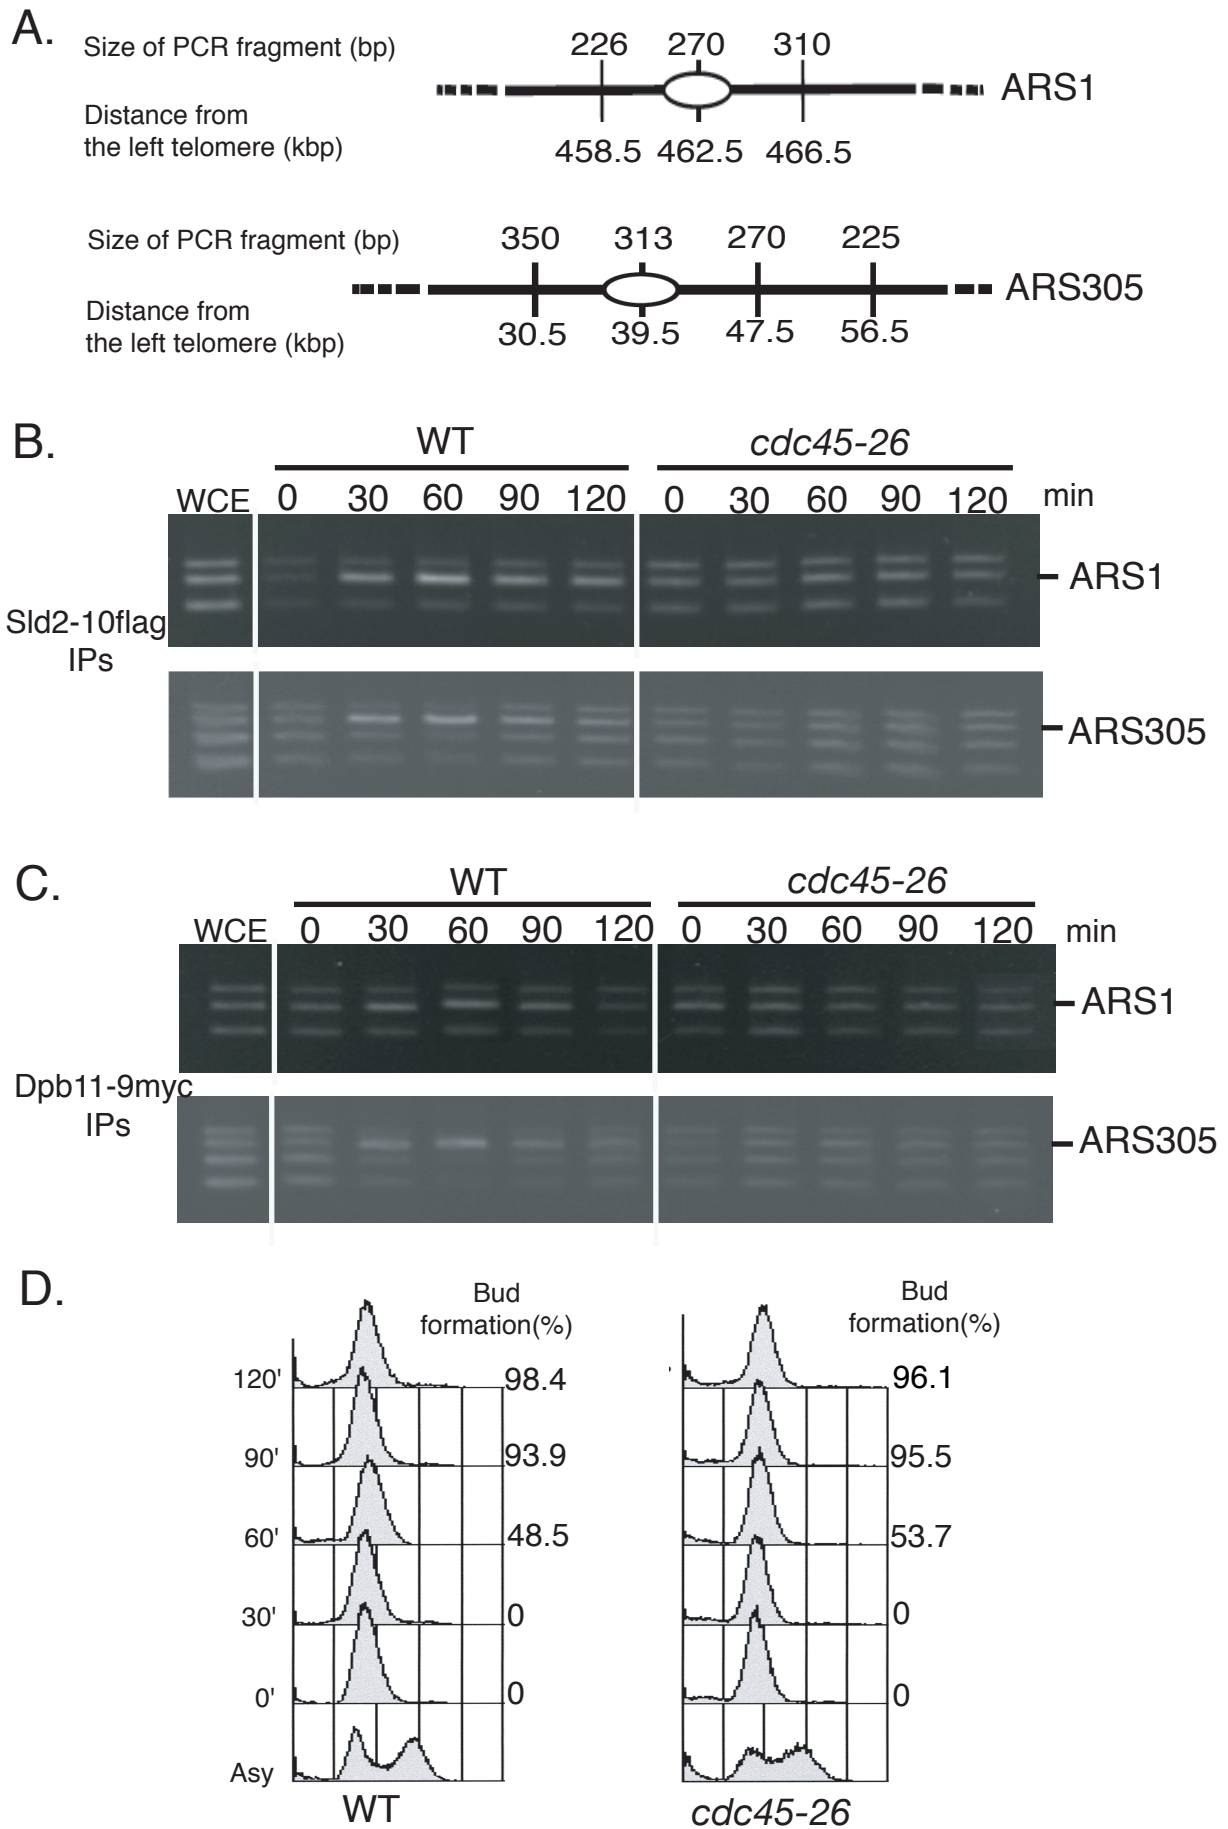 A.
Size of PCR fragment (bp)
226 270 310
ARS1
Distance from
the left telomere (kbp)
458.5 462.5 466.5
Size of PCR fragment (bp)
350 313 270 225
ARS305
Distance from
the left telomere (kbp)
30.5 39.5 47.5 56.5
B.
WT cdc45-26
WCE 0 30 60 90 120 0 30 60 90 120 min
ARS1
Sld2-10flag
IPs
ARS305
C.
WT cdc45-26
WCE 0 30 60 90 120 0 30 60 90 120 min
ARS1
Dpb11-9myc
IPs
ARS305
D.
Bud
formation(%)
Bud
formation(%)
120' 98.4 96.1
90' 93.9 95.5
60' 48.5 53.7
30' 0 0
0' 0 0
Asy
WT cdc45-26